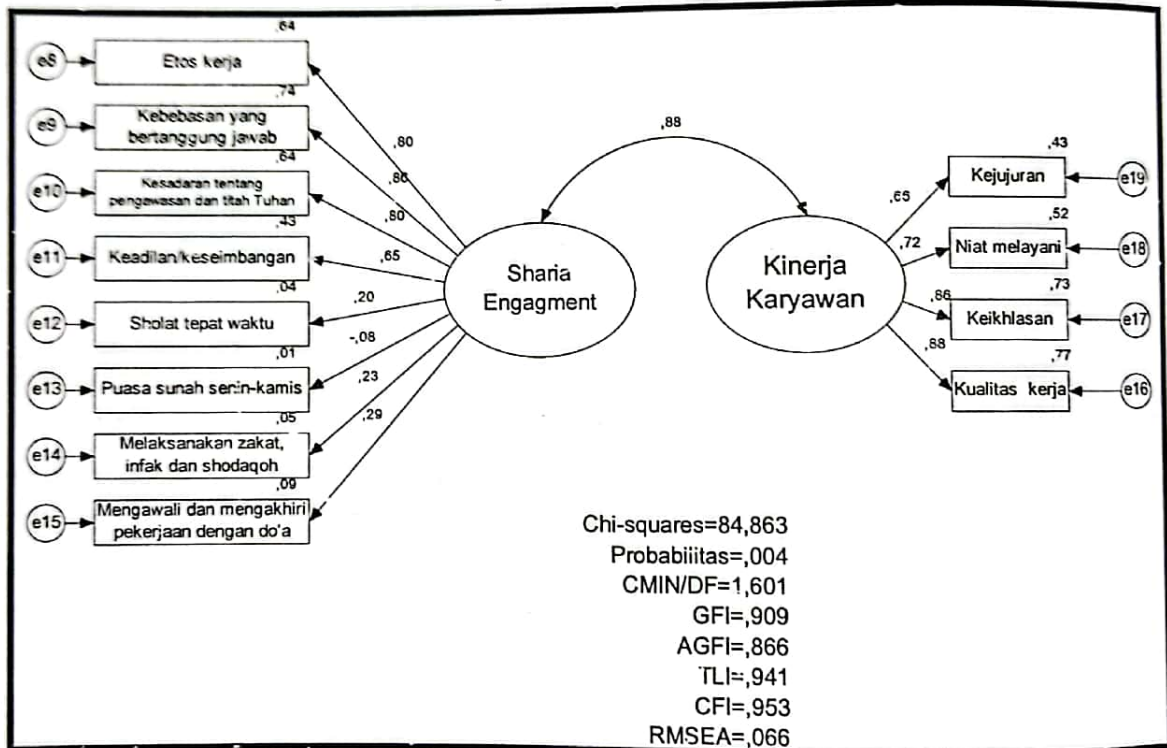 ,64
e8
Etos kerja
,74
e9
Kebebasan yang
bertanggung jawab
,64
e10
Kesadaran tentang
pengawasan dan titah Tuhan
,43
e11
Keadilan/keseimbangan
,04
e12
Sholat tepat waktu
,01
e13
Puasa sunah senin-kamis
,05
e14
Melaksanakan zakat,
infak dan shodaqoh
,09
e15
Mengawali dan mengakhiri
pekerjaan dengan do'a
,80
,86
,80
,65
,20
-,08
,23
,29
Sharia
Engagment
,88
Kinerja
Karyawan
,65
,72
,86
,88
,43
Kejujuran
e19
,52
Niat melayani
e18
,73
Keikhlasan
e17
,77
Kualitas kerja
e16
Chi-squares=84,863
Probabiiitas=,004
CMIN/DF=1,601
GFI=,909
AGFI=,866
TLI=,941
CFI=,953
RMSEA=,066